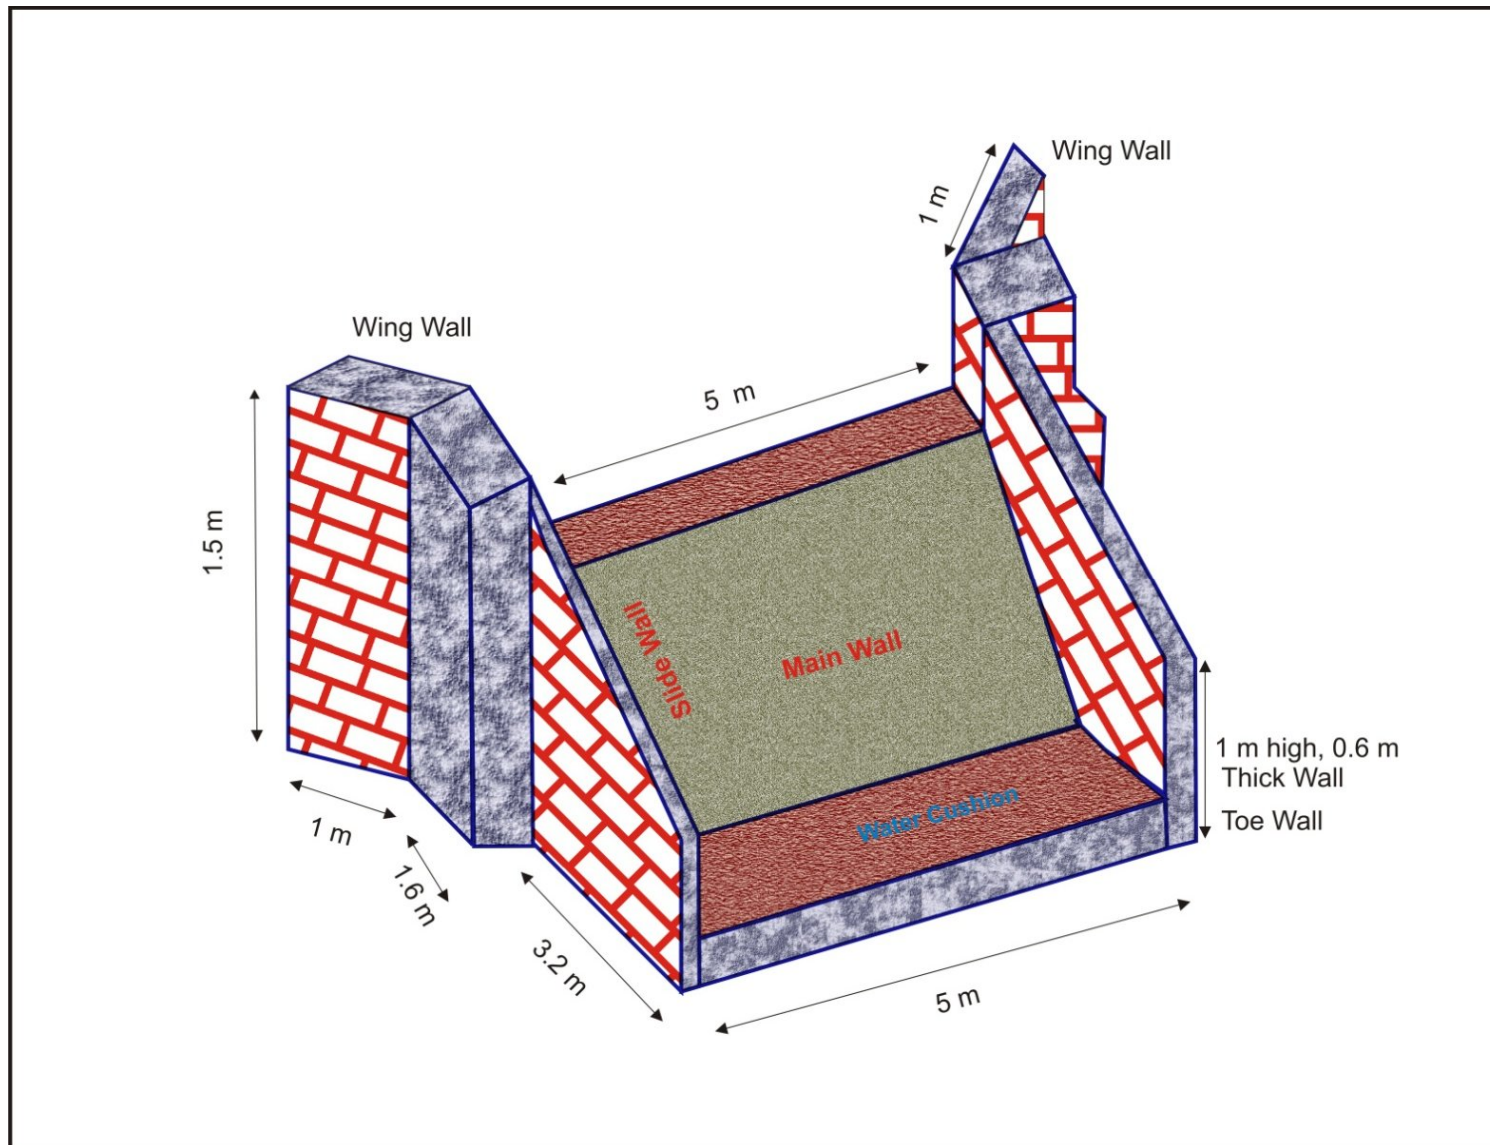 Wing Wall
1 m
Wing Wall
5 m
1.5 m
Slide Wall
Main Wall
1 m high, 0.6 m
Thick Wall
Toe Wall
Water Cushion
1 m
1.6 m
3.2 m
5 m